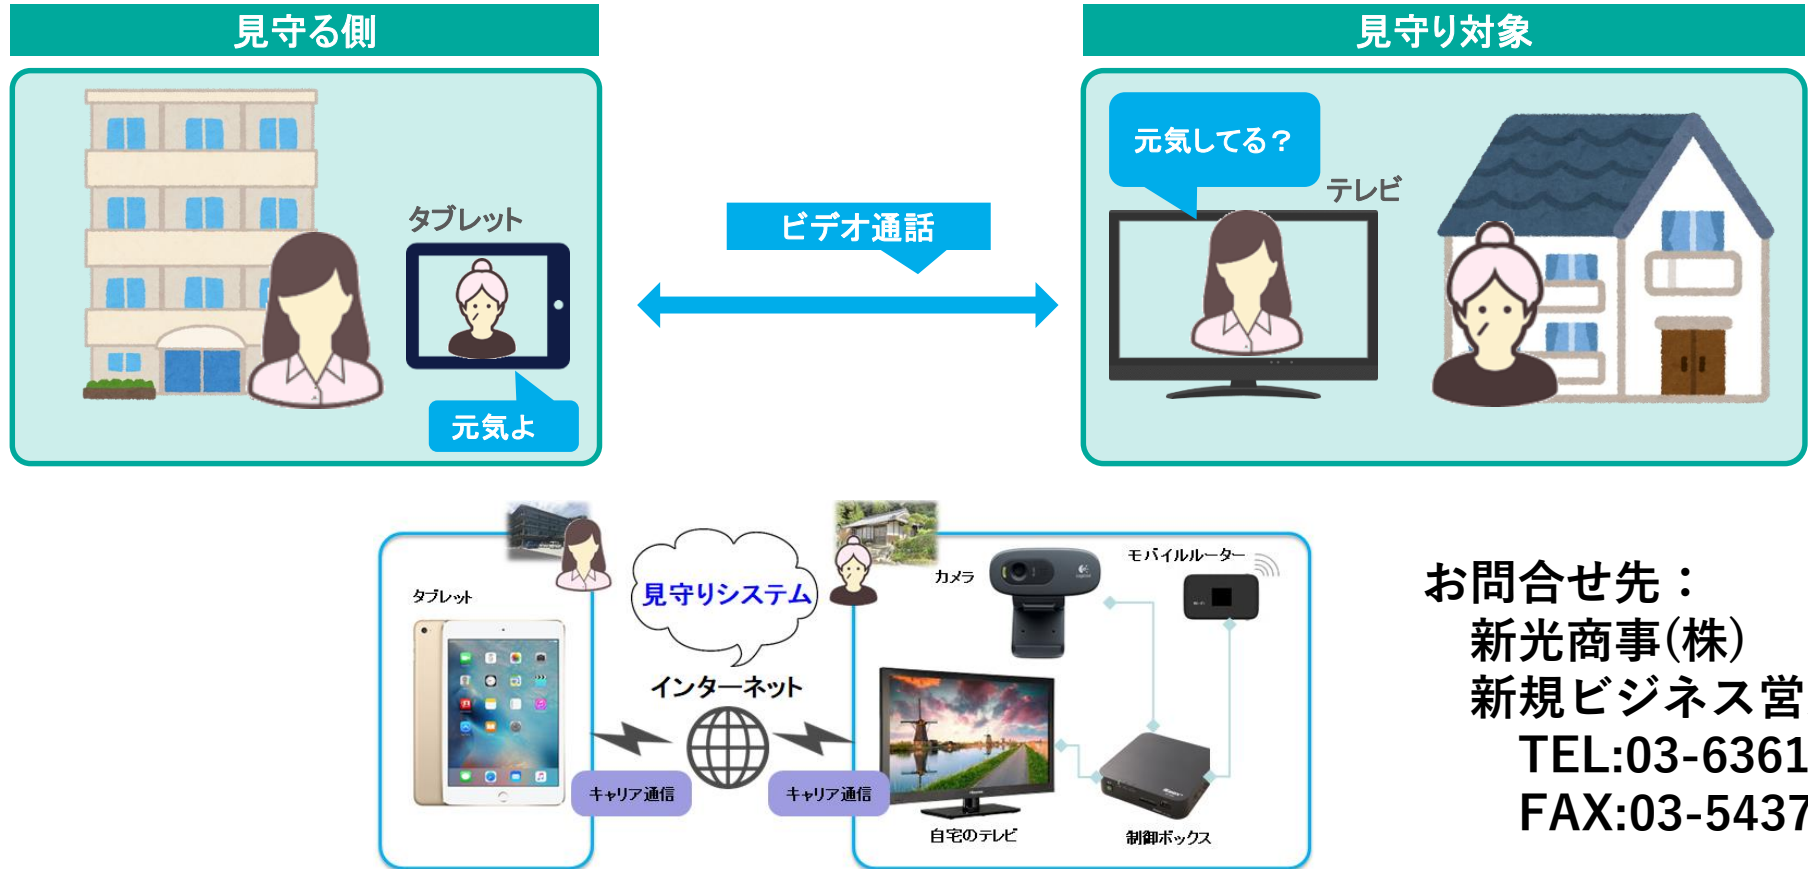 見守る側
見守り対象
元気してる？
テレビ
タブレット
ビデオ通話
元気よ
カメラ
モバイルルーター
タブレット
見守りシステム
インターネット
キャリア通信
キャリア通信
自宅のテレビ
制御ボックス
お問合せ先：
新光商事(株)
新規ビジネス営
TEL:03-6361
FAX:03-5437